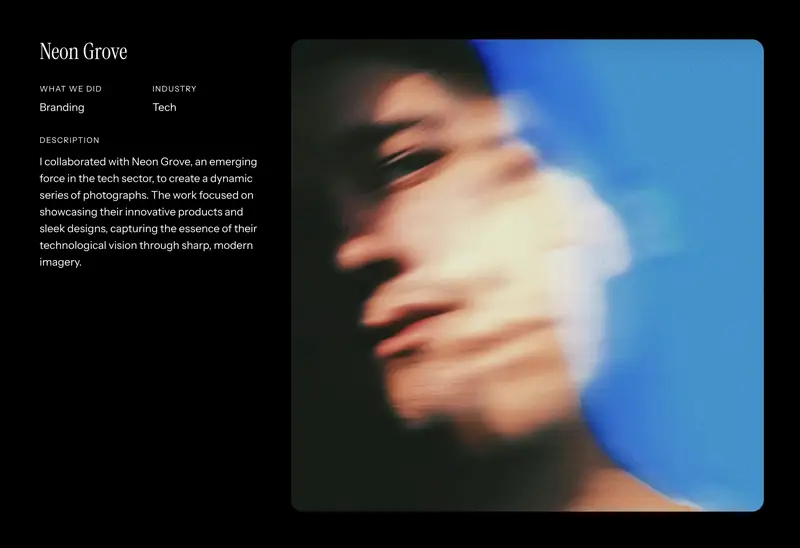 Neon Grove
WHAT WE DID
INDUSTRY
Branding
Tech
DESCRIPTION
I collaborated with Neon Grove, an emerging
force in the tech sector, to create a dynamic
series of photographs. The work focused on
showcasing their innovative products and
sleek designs, capturing the essence of their
technological vision through sharp, modern
imagery.